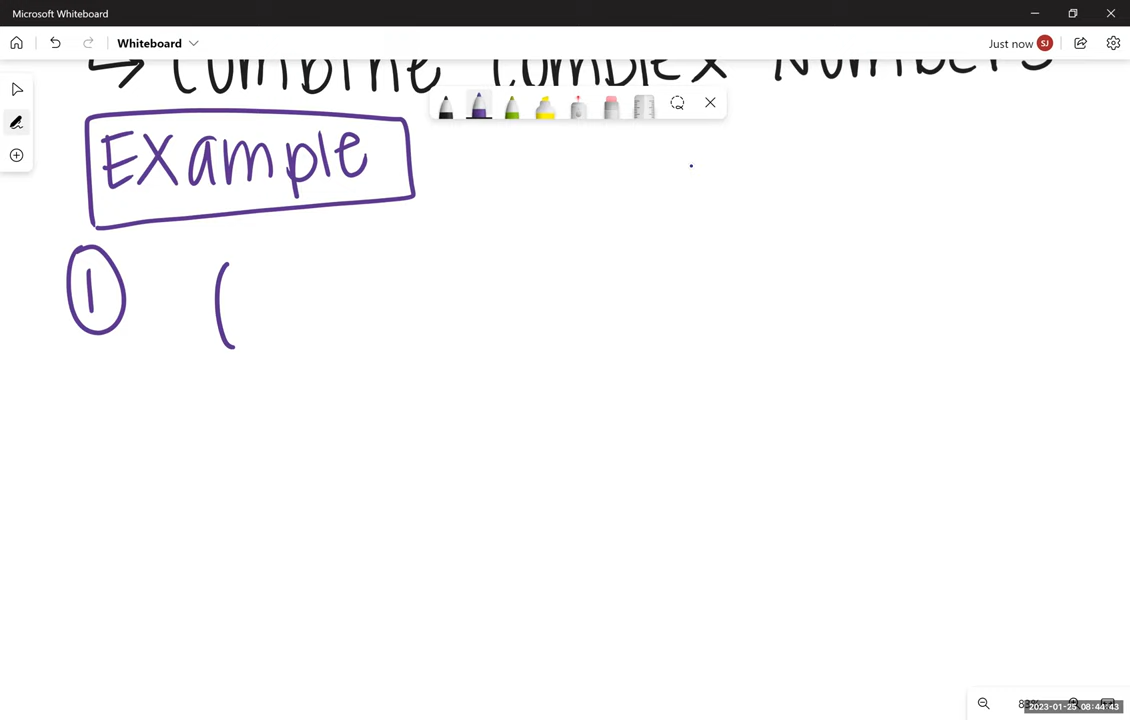 Microsoft Whiteboard
Whiteboard
Just now SJ
↳ Combine Complex Numbers
Example
① (
2023-01-25 08:44:43